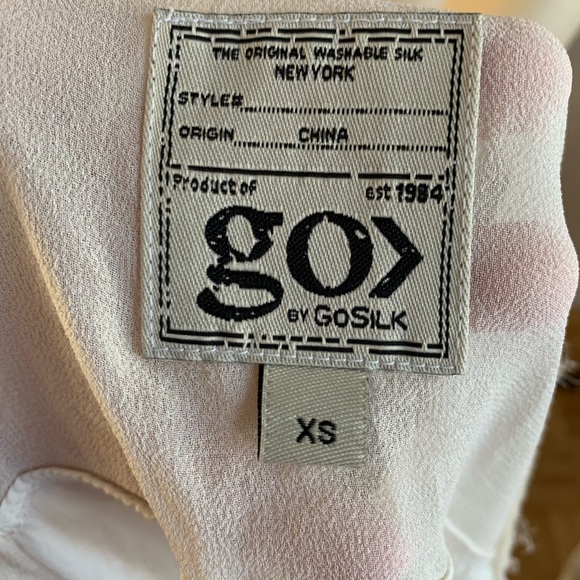 THE ORIGINAL WASHABLE SILK
NEW YORK
STYLE#
ORIGIN CHINA
Product of est 1984
go>
BY GOSILK
XS